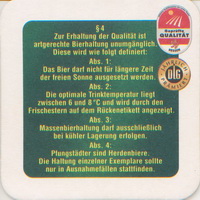 § 4
Zur Erhaltung der Qualität ist
artgerechte Bierhaltung unumgänglich.
Diese wird wie folgt definiert:
Abs. 1:
Das Bier darf nicht für längere Zeit
der freien Sonne ausgesetzt werden.
Abs. 2:
Die optimale Trinktemperatur liegt
zwischen 6 und 8°C und wird durch den
Frischestern auf dem Rückenetikett angezeigt.
Abs. 3:
Massenbierhaltung darf ausschließlich
bei kühler Lagerung erfolgen.
Abs. 4:
Pfungstädter sind Herdenbiere.
Die Haltung einzelner Exemplare sollte
nur in Ausnahmefällen stattfinden.
Geprüfte
QUALITÄT
DLG